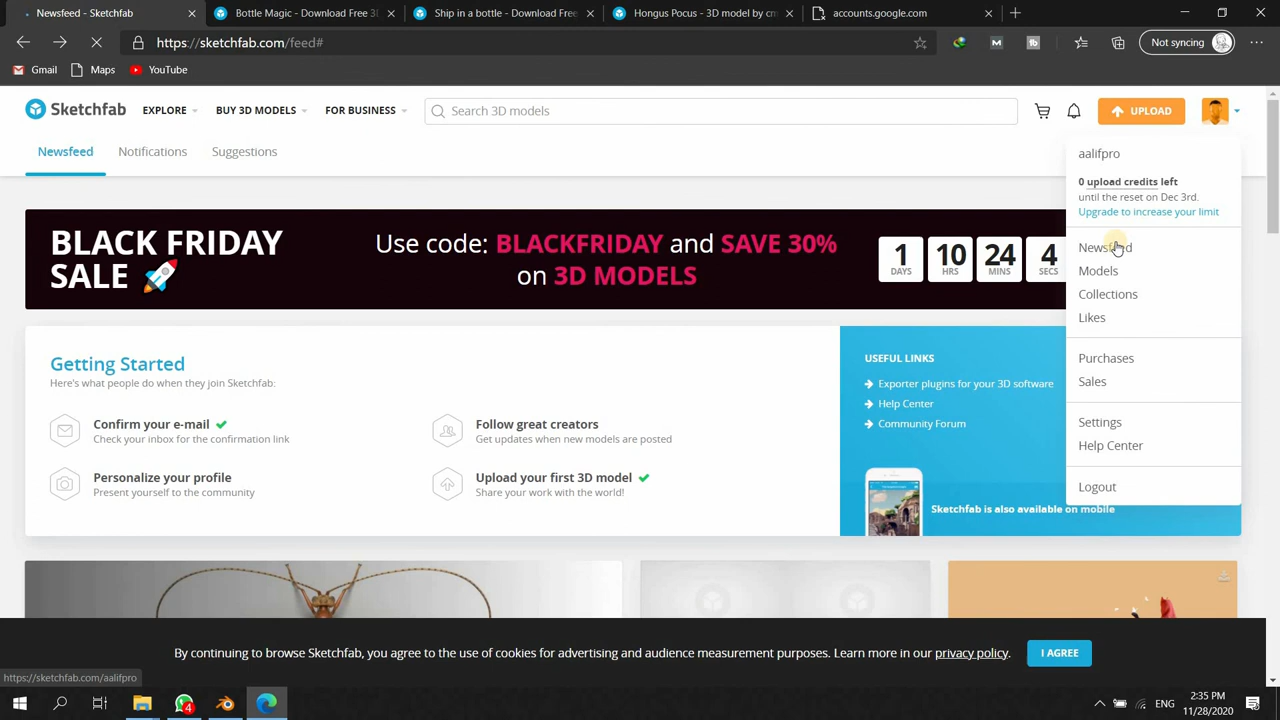 Newsfeed - Sketchfab
Bottle Magic - Download Free 3
Ship in a bottle - Download Free
Hongus Pocus - 3D model by cm
accounts.google.com
https://sketchfab.com/feed#
Not syncing
Gmail
Maps
YouTube
Sketchfab
EXPLORE
BUY 3D MODELS
FOR BUSINESS
Search 3D models
UPLOAD
Newsfeed
Notifications
Suggestions
aalifpro
0 upload credits left
until the reset on Dec 3rd.
Upgrade to increase your limit
Newsfeed
Models
Collections
Likes
Purchases
Sales
Settings
Help Center
Logout
BLACK FRIDAY
SALE
Use code: BLACKFRIDAY and SAVE 30%
on 3D MODELS
1 10 24 4
DAYS HRS MINS SECS
Getting Started
Here's what people do when they join Sketchfab:
Confirm your e-mail
Check your inbox for the confirmation link
Follow great creators
Get updates when new models are posted
Personalize your profile
Present yourself to the community
Upload your first 3D model
Share your work with the world!
USEFUL LINKS
Exporter plugins for your 3D software
Help Center
Community Forum
Sketchfab is also available on mobile
By continuing to browse Sketchfab, you agree to the use of cookies for advertising and audience measurement purposes. Learn more in our privacy policy.
I AGREE
https://sketchfab.com/aalifpro
4
ENG
2:35 PM
11/28/2020